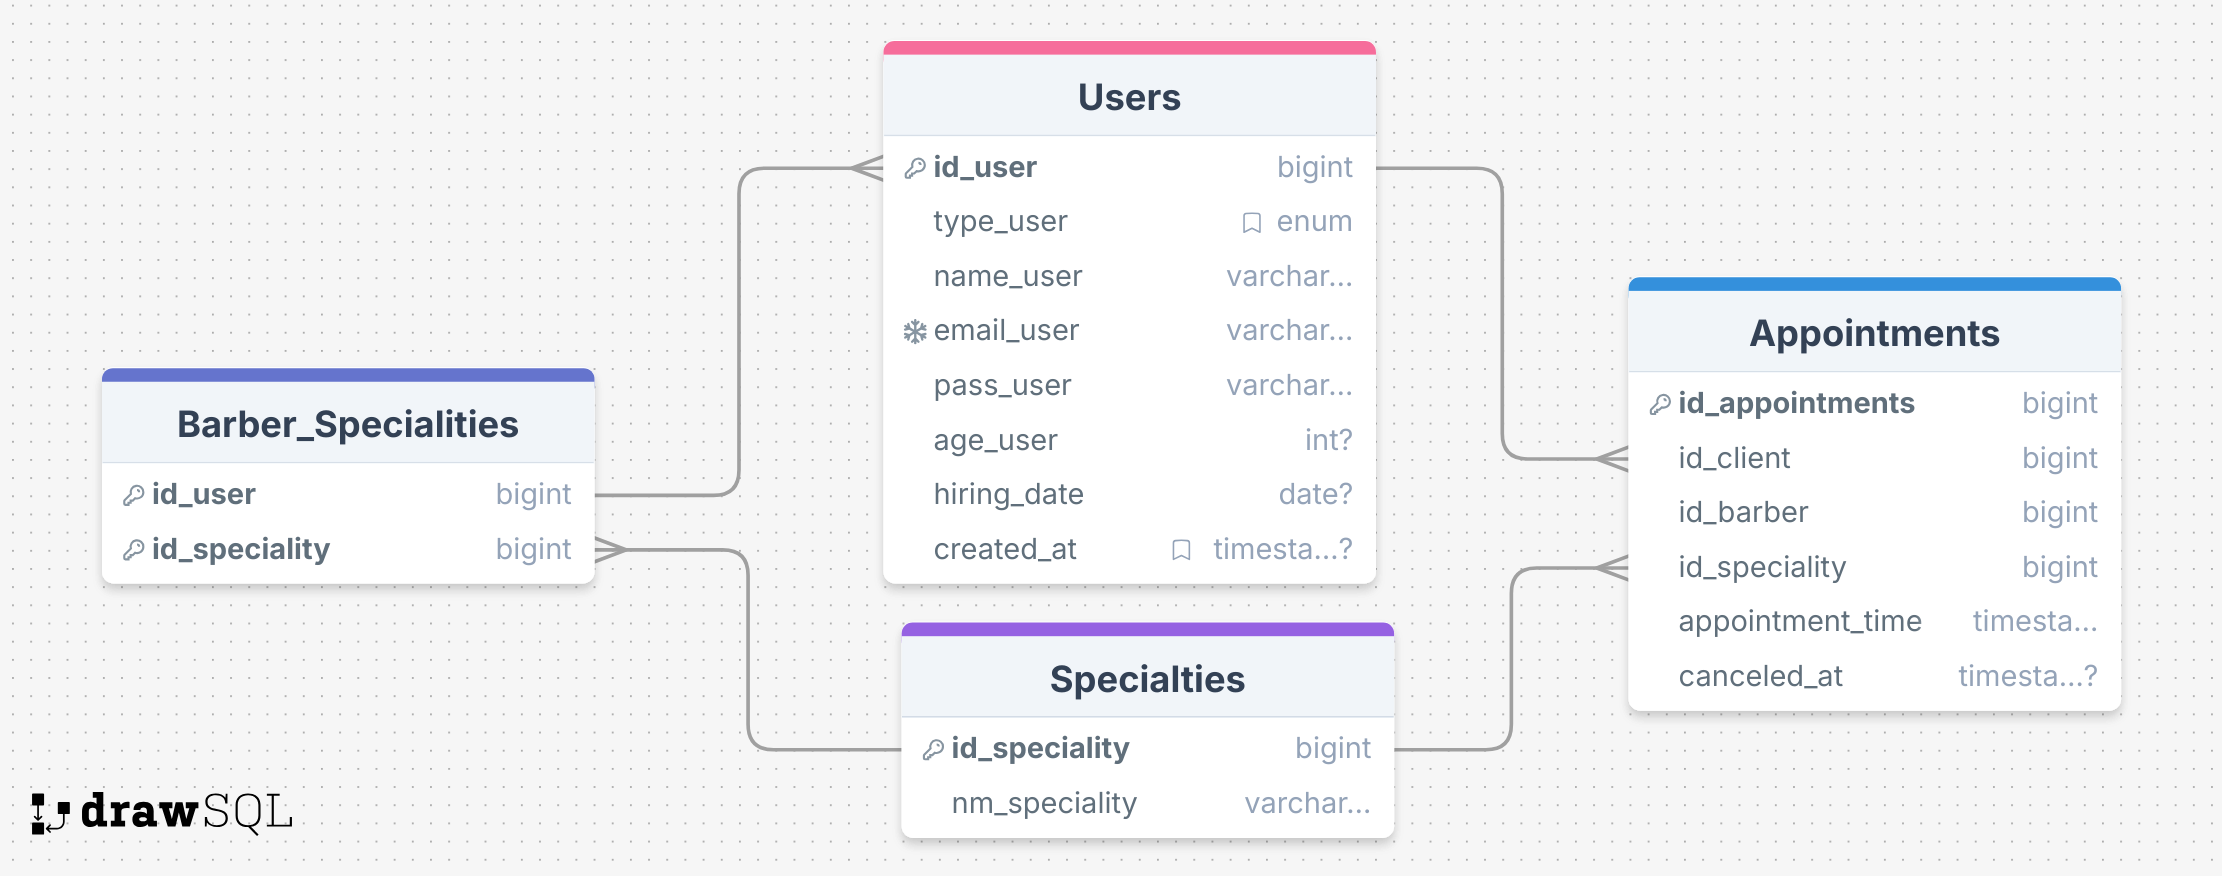 Users
id_user bigint
type_user enum
name_user varchar...
email_user varchar...
pass_user varchar...
age_user int?
hiring_date date?
created_at timesta...?
Appointments
id_appointments bigint
id_client bigint
id_barber bigint
id_speciality bigint
appointment_time timesta...
canceled_at timesta...?
Barber_Specialities
id_user bigint
id_speciality bigint
Specialties
id_speciality bigint
nm_speciality varchar...
drawSQL